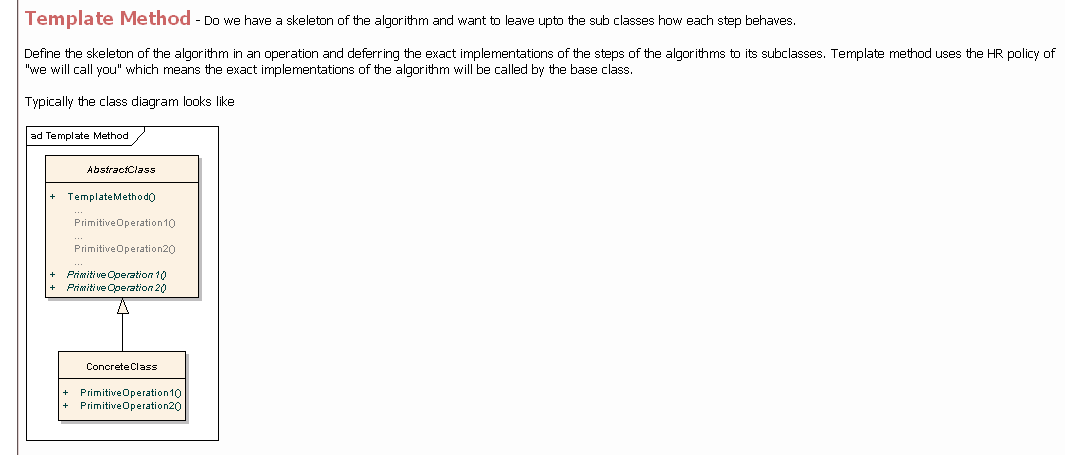 Template Method - Do we have a skeleton of the algorithm and want to leave upto the sub classes how each step behaves.
Define the skeleton of the algorithm in an operation and deferring the exact implementations of the steps of the algorithms to its subclasses. Template method uses the HR policy of
"we will call you" which means the exact implementations of the algorithm will be called by the base class.
Typically the class diagram looks like
ad Template Method
AbstractClass
+ TemplateMethod()
...
PrimitiveOperation1()
...
PrimitiveOperation2()
...
+ PrimitiveOperation1()
+ PrimitiveOperation2()
ConcreteClass
+ PrimitiveOperation1()
+ PrimitiveOperation2()